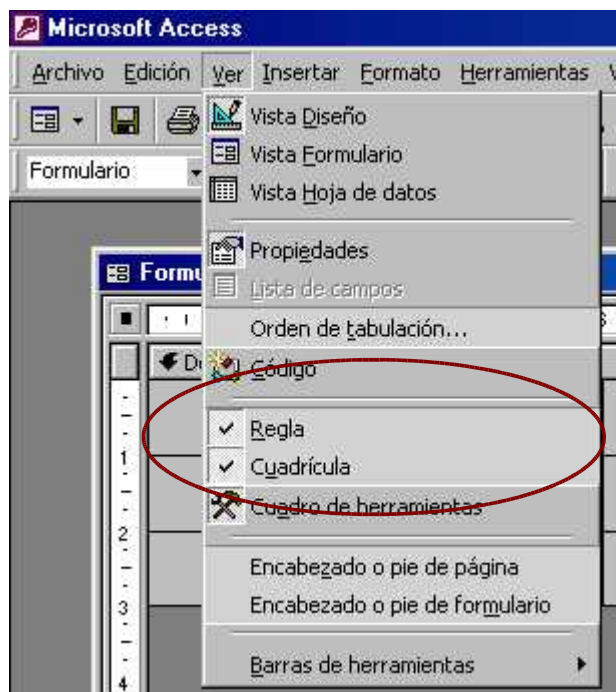 Microsoft Access
Archivo Edición Ver Insertar Formato Herramientas
Vista Diseño
Vista Formulario
Formulario
Vista Hoja de datos
Propiedades
Formu
Lista de campos
Orden de tabulación...
Código
Regla
1
Cuadrícula
Cuadro de herramientas
2
Encabezado o pie de página
3
Encabezado o pie de formulario
Barras de herramientas
4